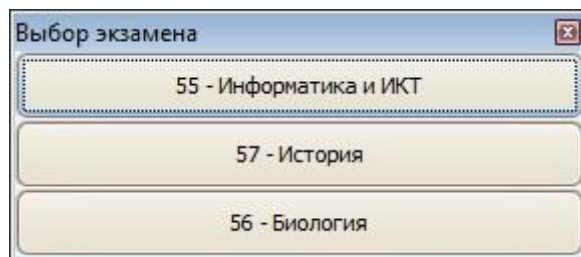 Выбор экзамена
55 - Информатика и ИКТ
57 - История
56 - Биология